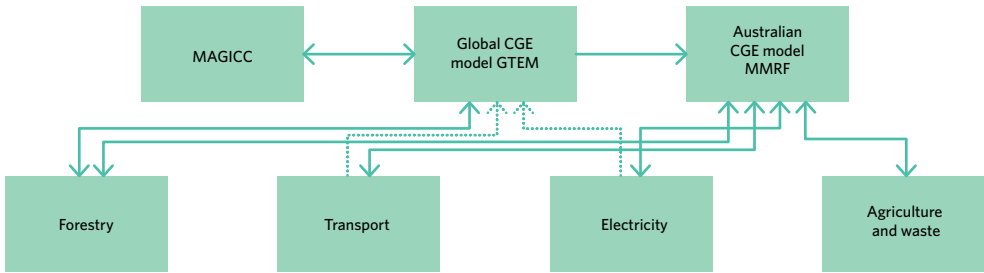 MAGICC
Global CGE
model GTEM
Australian
CGE model
MMRF
Forestry
Transport
Electricity
Agriculture
and waste